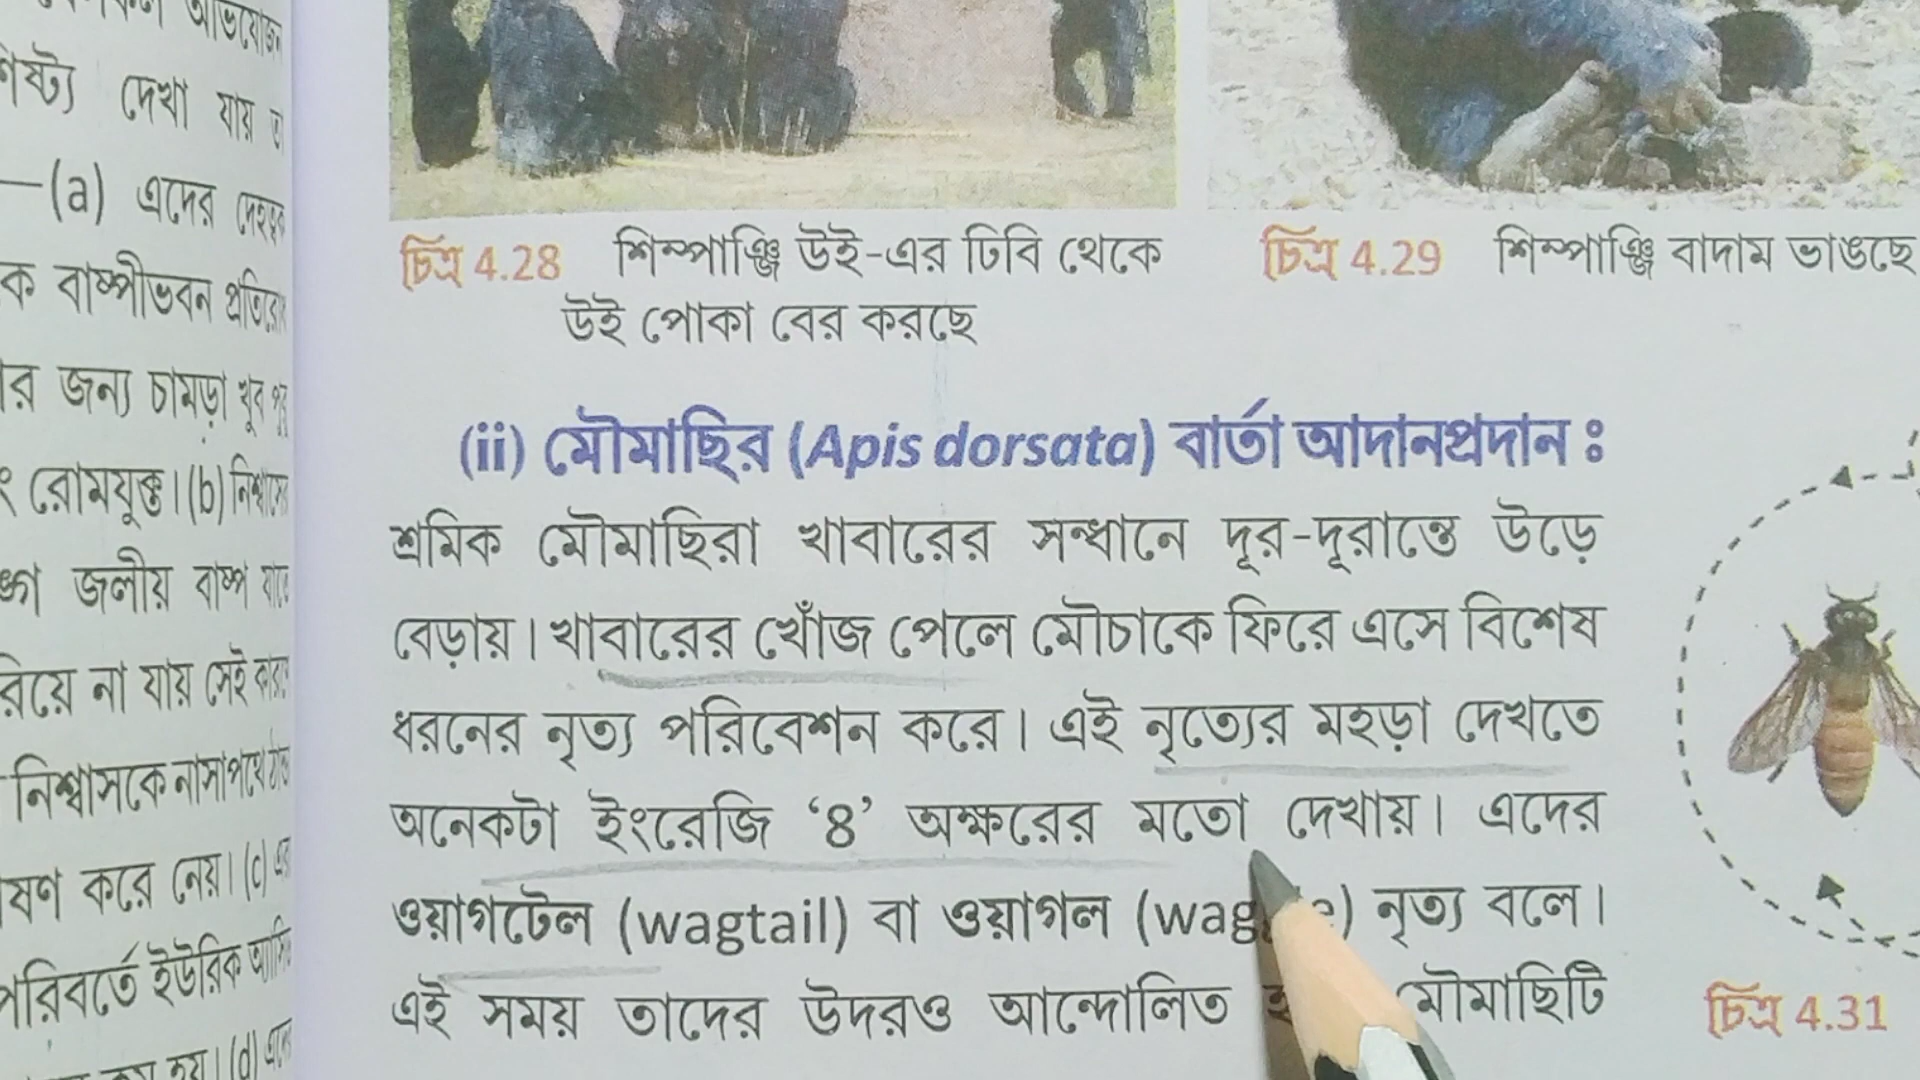 দেখা যায়
—(a) এদের
ক বাষ্পীভবন
জন্য চামড়া খুব
রোমযুক্ত। (b)
জলীয় বাষ্প
না যায় সেই
নিশ্বাসকে নাসাপথে
করে নেয়। (c)
পরিবর্তে ইউরিক
চিত্র 4.28 শিম্পাঞ্জি উই-এর ঢিবি থেকে
উই পোকা বের করছে
চিত্র 4.29 শিম্পাঞ্জি বাদাম ভাঙছে
(ii) মৌমাছির (Apis dorsata) বার্তা আদানপ্রদান ঃ
শ্রমিক মৌমাছিরা খাবারের সন্ধানে দূর-দূরান্তে উড়ে
বেড়ায়। খাবারের খোঁজ পেলে মৌচাকে ফিরে এসে বিশেষ
ধরনের নৃত্য পরিবেশন করে। এই নৃত্যের মহড়া দেখতে
অনেকটা ইংরেজি ‘8’ অক্ষরের মতো দেখায়। এদের
ওয়াগটেল (wagtail) বা ওয়াগল নৃত্য বলে।
এই সময় তাদের উদরও আন্দোলিত মৌমাছিটি
চিত্র 4.31